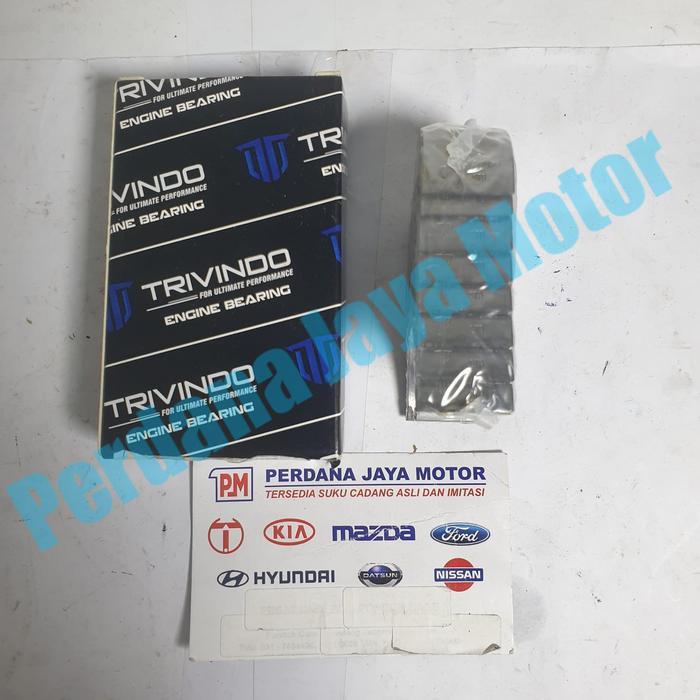 TRIVINDO
FOR ULTIMATE PERFORMANCE
ENGINE BEARING
TRIVINDO
FOR ULTIMATE PERFORMANCE
ENGINE BEARING
TRIVINDO
FOR ULTIMATE PERFORMANCE
ENGINE BEARING
TRIVINDO
FOR ULTIMATE PERFORMANCE
ENGINE BEARING
Perdana Jaya Motor
PJM PERDANA JAYA MOTOR
TERSEDIA SUKU CADANG ASLI DAN IMITASI
KIA mazda Ford
HYUNDAI DATSUN NISSAN